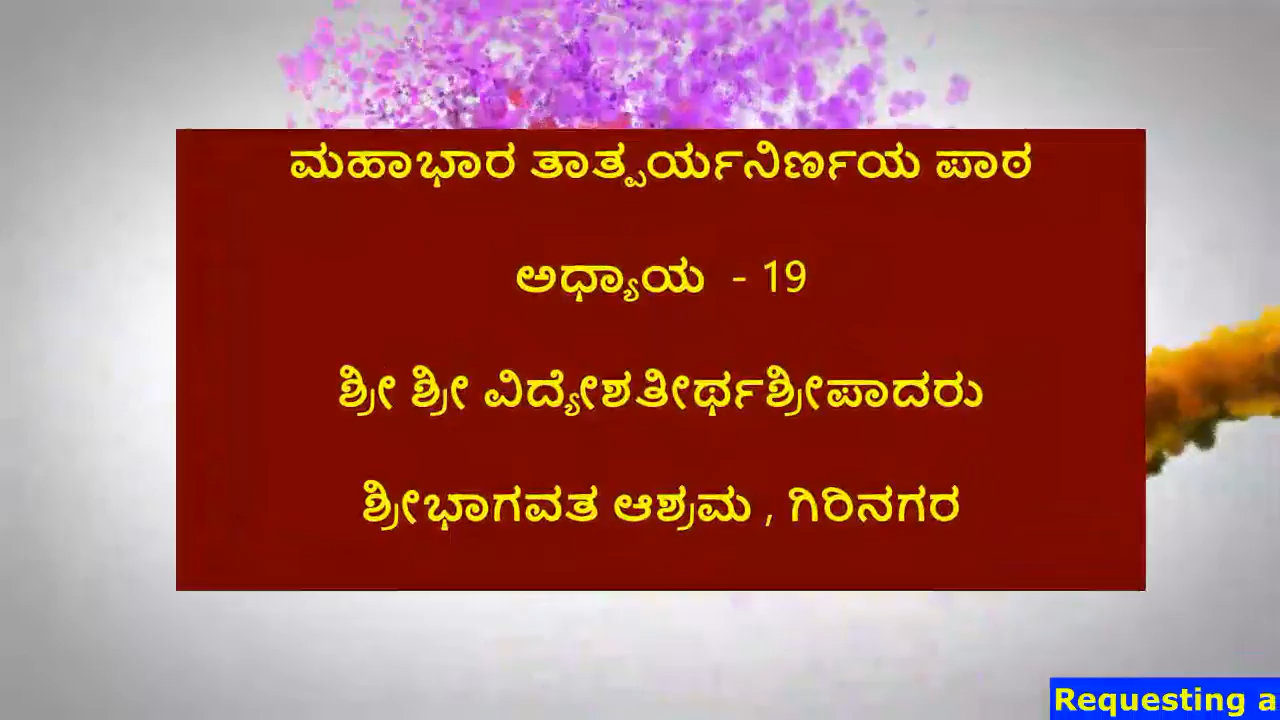 ಮಹಾಭಾರ ತಾತ್ಪರ್ಯನಿರ್ಣಯ ಪಾಠ
ಅಧ್ಯಾಯ - 19
ಶ್ರೀ ಶ್ರೀ ವಿದ್ಯೇಶತೀರ್ಥಶ್ರೀಪಾದರು
ಶ್ರೀಭಾಗವತ ಆಶ್ರಮ , ಗಿರಿನಗರ
Requesting a